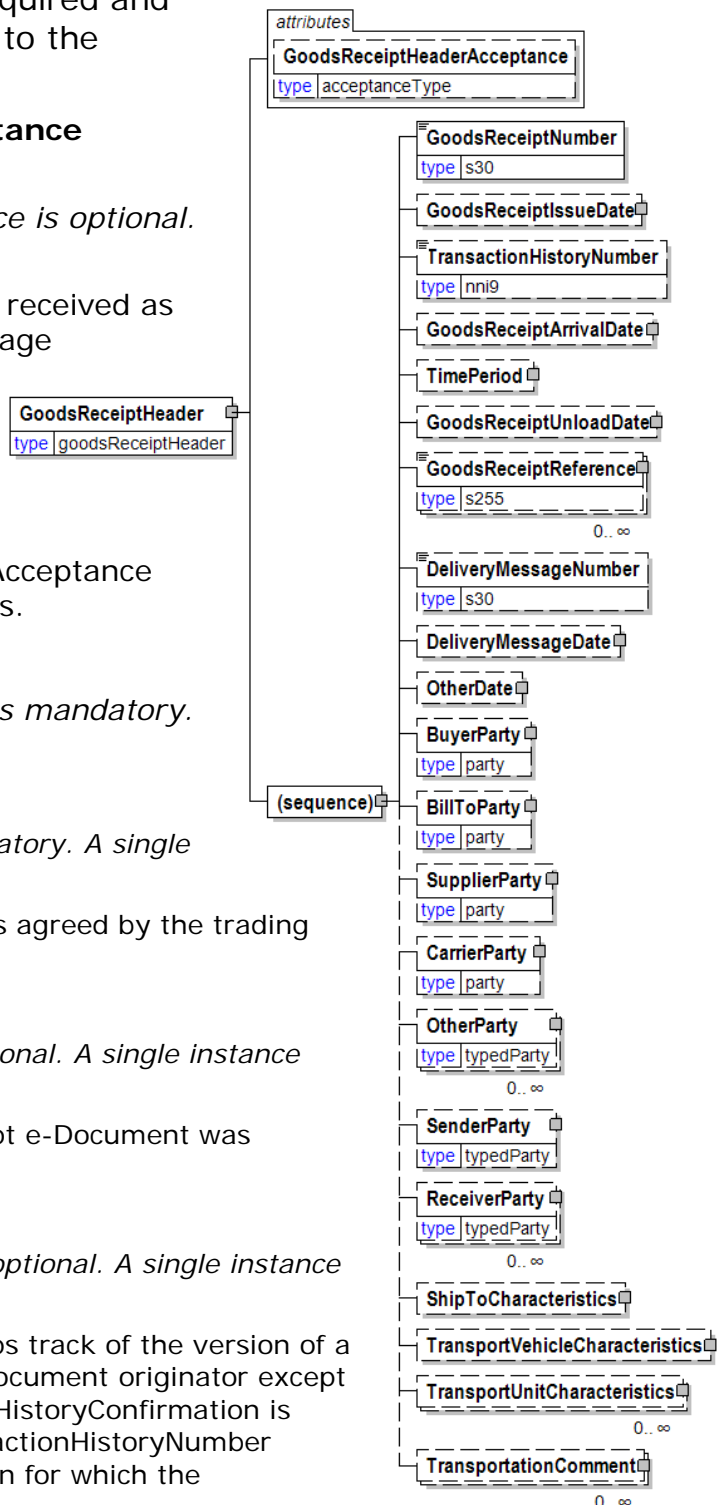 quired and
to the
tance
ce is optional.
received as
age
Acceptance
s.
s mandatory.
atory. A single
s agreed by the trading
onal. A single instance
pt e-Document was
optional. A single instance
ps track of the version of a
ocument originator except
HistoryConfirmation is
actionHistoryNumber
n for which the
GoodsReceiptHeader
type goodsReceiptHeader
attributes
GoodsReceiptHeaderAcceptance
type acceptanceType
(sequence)
GoodsReceiptNumber
type s30
GoodsReceiptIssueDate
TransactionHistoryNumber
type nni9
GoodsReceiptArrivalDate
TimePeriod
GoodsReceiptUnloadDate
GoodsReceiptReference
type s255
0.. ∞
DeliveryMessageNumber
type s30
DeliveryMessageDate
OtherDate
BuyerParty
type party
BillToParty
type party
SupplierParty
type party
CarrierParty
type party
OtherParty
type typedParty
0.. ∞
SenderParty
type typedParty
ReceiverParty
type typedParty
0.. ∞
ShipToCharacteristics
TransportVehicleCharacteristics
TransportUnitCharacteristics
0.. ∞
TransportationComment
0.. ∞